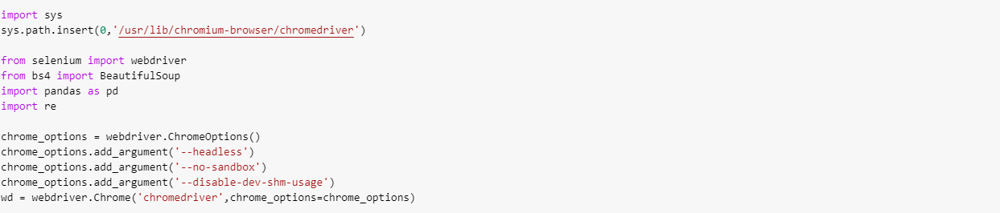 import sys
sys.path.insert(0,'/usr/lib/chromium-browser/chromedriver')
from selenium import webdriver
from bs4 import BeautifulSoup
import pandas as pd
import re
chrome_options = webdriver.ChromeOptions()
chrome_options.add_argument('--headless')
chrome_options.add_argument('--no-sandbox')
chrome_options.add_argument('--disable-dev-shm-usage')
wd = webdriver.Chrome('chromedriver',chrome_options=chrome_options)